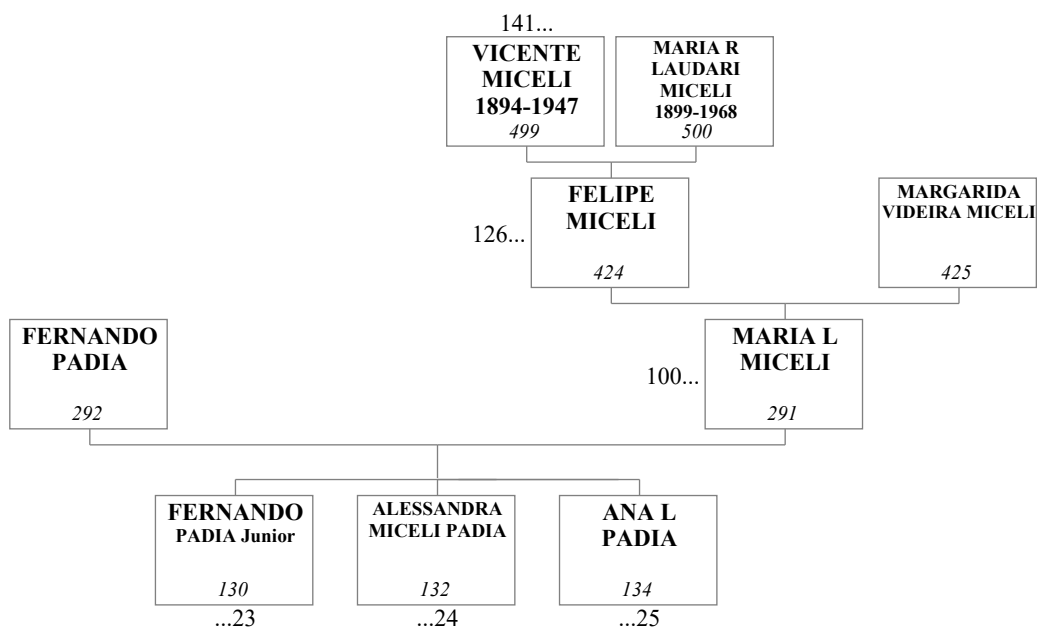 141...
VICENTE
MICELI
1894-1947
499
MARIA R
LAUDARI
MICELI
1899-1968
500
126...
FELIPE
MICELI
424
MARGARIDA
VIDEIRA MICELI
425
FERNANDO
PADIA
292
100...
MARIA L
MICELI
291
FERNANDO
PADIA Junior
130
...23
ALESSANDRA
MICELI PADIA
132
...24
ANA L
PADIA
134
...25